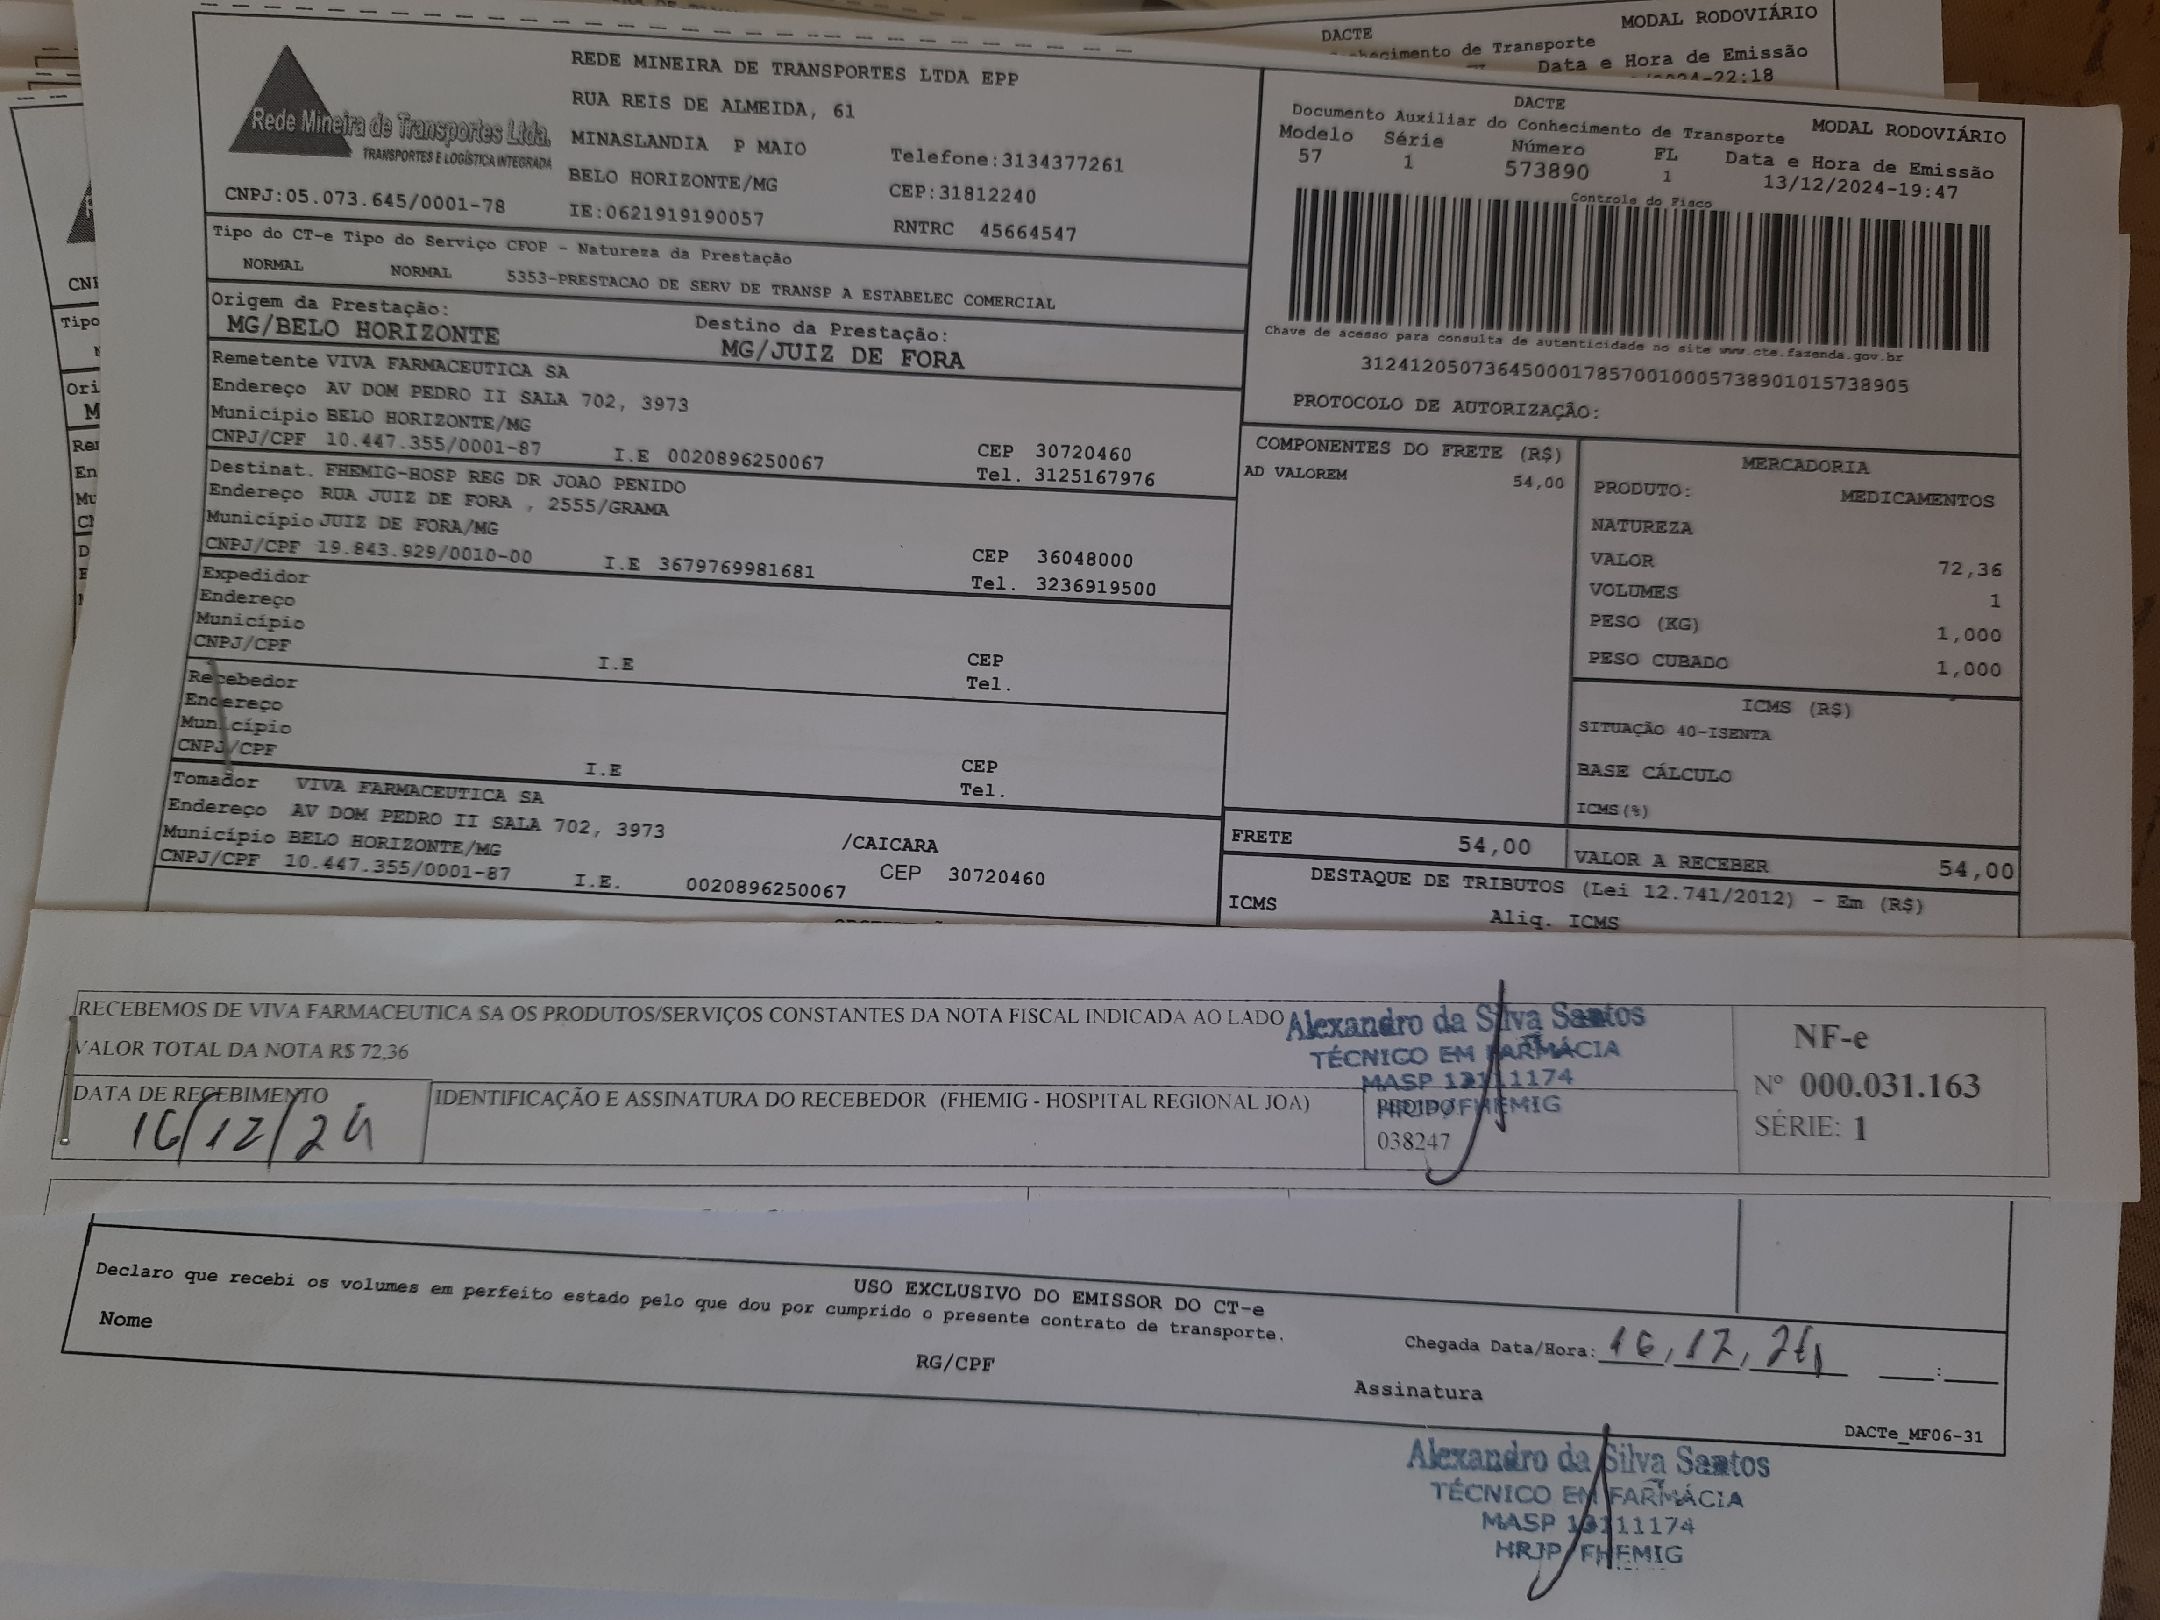 DACTE
MODAL RODOVIÁRIO
Conhecimento de Transporte
Data e Hora de Emissão
-22:18
Rede Mineira de Transportes Ltda.
TRANSPORTES E LOGÍSTICA INTEGRADA
CNPJ:05.073.645/0001-78
REDE MINEIRA DE TRANSPORTES LTDA EPP
RUA REIS DE ALMEIDA, 61
MINASLANDIA P MAIO Telefone:3134377261
BELO HORIZONTE/MG CEP:31812240
IE:0621919190057 RNTRC 45664547
DACTE
Documento Auxiliar do Conhecimento de Transporte MODAL RODOVIÁRIO
Modelo Série Número FL Data e Hora de Emissão
57 1 573890 1 13/12/2024-19:47
Controle do Fisco
Chave de acesso para consulta de autenticidade no site www.cte.fazenda.gov.br
31241205073645000178570010005738901015738905
PROTOCOLO DE AUTORIZAÇÃO:
Tipo do CT-e Tipo do Serviço CFOP - Natureza da Prestação
NORMAL NORMAL 5353-PRESTACAO DE SERV DE TRANSP A ESTABELEC COMERCIAL
Origem da Prestação: Destino da Prestação:
MG/BELO HORIZONTE MG/JUIZ DE FORA
Remetente VIVA FARMACEUTICA SA
Endereço AV DOM PEDRO II SALA 702, 3973
Município BELO HORIZONTE/MG CEP 30720460
CNPJ/CPF 10.447.355/0001-87 I.E 0020896250067 Tel. 3125167976
Destinat. FHEMIG-HOSP REG DR JOAO PENIDO
Endereço RUA JUIZ DE FORA , 2555/GRAMA
Município JUIZ DE FORA/MG CEP 36048000
CNPJ/CPF 19.843.929/0010-00 I.E 3679769981681 Tel. 3236919500
Expedidor
Endereço
Município CEP
CNPJ/CPF I.E Tel.
Recebedor
Endereço
Município CEP
CNPJ/CPF I.E Tel.
Tomador VIVA FARMACEUTICA SA
Endereço AV DOM PEDRO II SALA 702, 3973 /CAICARA
Município BELO HORIZONTE/MG CEP 30720460
CNPJ/CPF 10.447.355/0001-87 I.E. 0020896250067
COMPONENTES DO FRETE (R$)
AD VALOREM 54,00
MERCADORIA
PRODUTO: MEDICAMENTOS
NATUREZA
VALOR 72,36
VOLUMES 1
PESO (KG) 1,000
PESO CUBADO 1,000
ICMS (R$)
SITUAÇÃO 40-ISENTA
BASE CÁLCULO
ICMS(%)
FRETE 54,00 VALOR A RECEBER 54,00
DESTAQUE DE TRIBUTOS (Lei 12.741/2012) - Em (R$)
ICMS Aliq. ICMS
RECEBEMOS DE VIVA FARMACEUTICA SA OS PRODUTOS/SERVIÇOS CONSTANTES DA NOTA FISCAL INDICADA AO LADO
VALOR TOTAL DA NOTA R$ 72,36
DATA DE RECEBIMENTO
16/12/24
IDENTIFICAÇÃO E ASSINATURA DO RECEBEDOR (FHEMIG - HOSPITAL REGIONAL JOA)
PEDIDO
038247
Alexandro da Silva Santos
TÉCNICO EM FARMÁCIA
MASP 13111174
HRJP/FHEMIG
NF-e
Nº 000.031.163
SÉRIE: 1
USO EXCLUSIVO DO EMISSOR DO CT-e
Declaro que recebi os volumes em perfeito estado pelo que dou por cumprido o presente contrato de transporte.
Nome RG/CPF
Chegada Data/Hora: 16, 12, 24 __:__
Assinatura
DACTe_MF06-31
Alexandro da Silva Santos
TÉCNICO EM FARMÁCIA
MASP 13111174
HRJP/FHEMIG